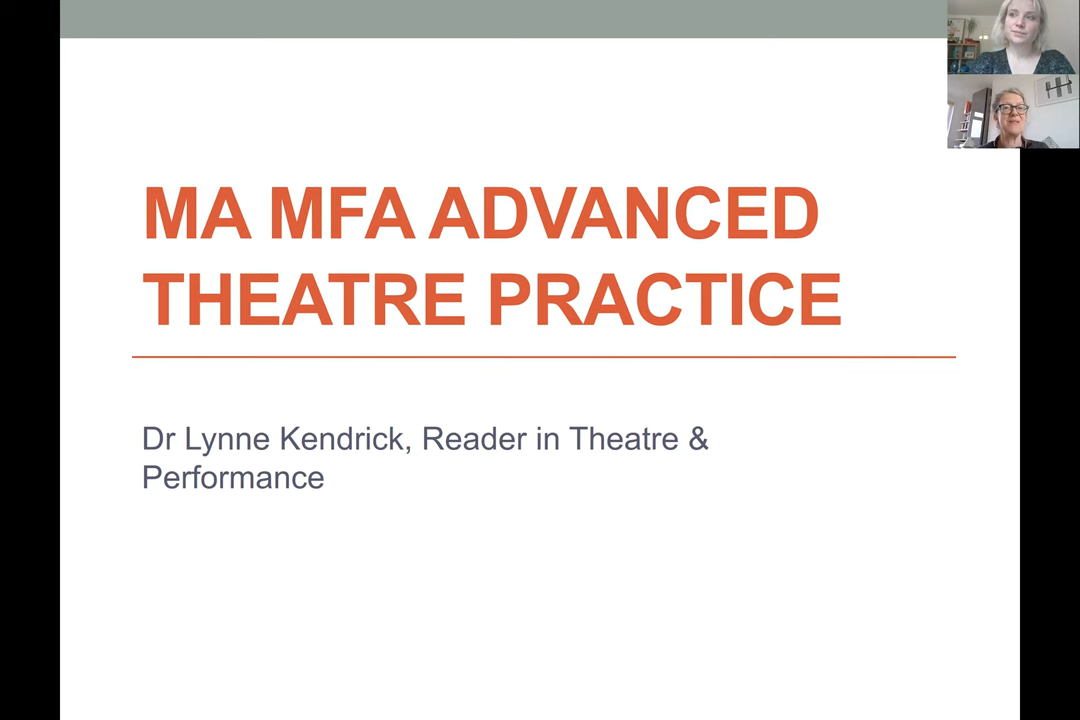 MA MFA ADVANCED
THEATRE PRACTICE
Dr Lynne Kendrick, Reader in Theatre &
Performance